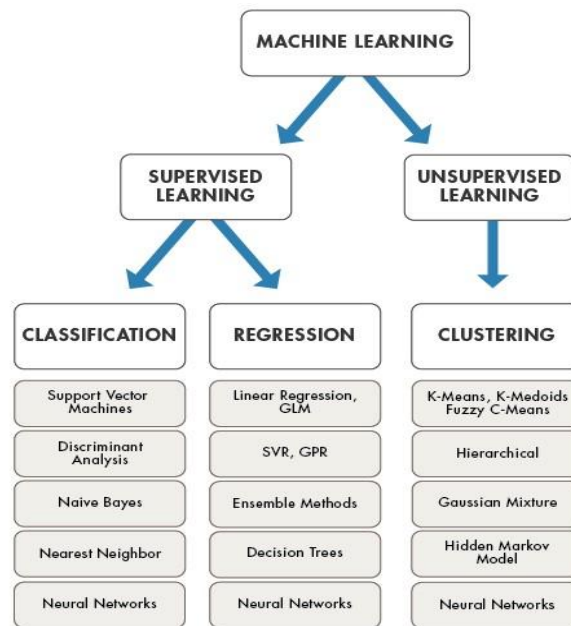 MACHINE LEARNING
SUPERVISED
LEARNING
UNSUPERVISED
LEARNING
CLASSIFICATION
Support Vector
Machines
Discriminant
Analysis
Naive Bayes
Nearest Neighbor
Neural Networks
REGRESSION
Linear Regression,
GLM
SVR, GPR
Ensemble Methods
Decision Trees
Neural Networks
CLUSTERING
K-Means, K-Medoids
Fuzzy C-Means
Hierarchical
Gaussian Mixture
Hidden Markov
Model
Neural Networks